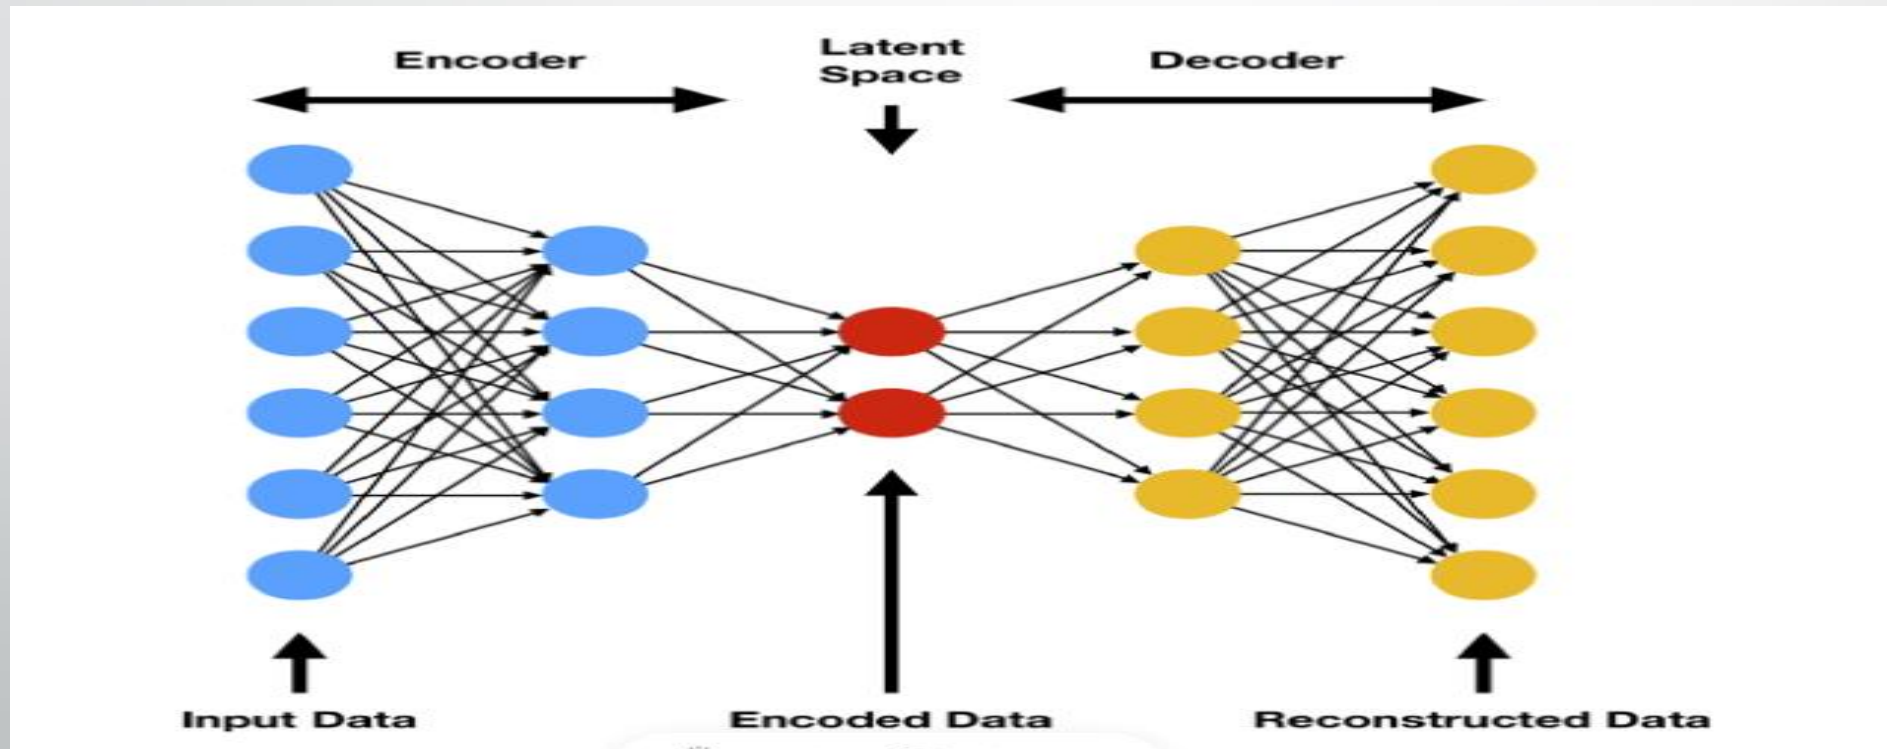 Encoder
Latent
Space
Decoder
Input Data
Encoded Data
Reconstructed Data